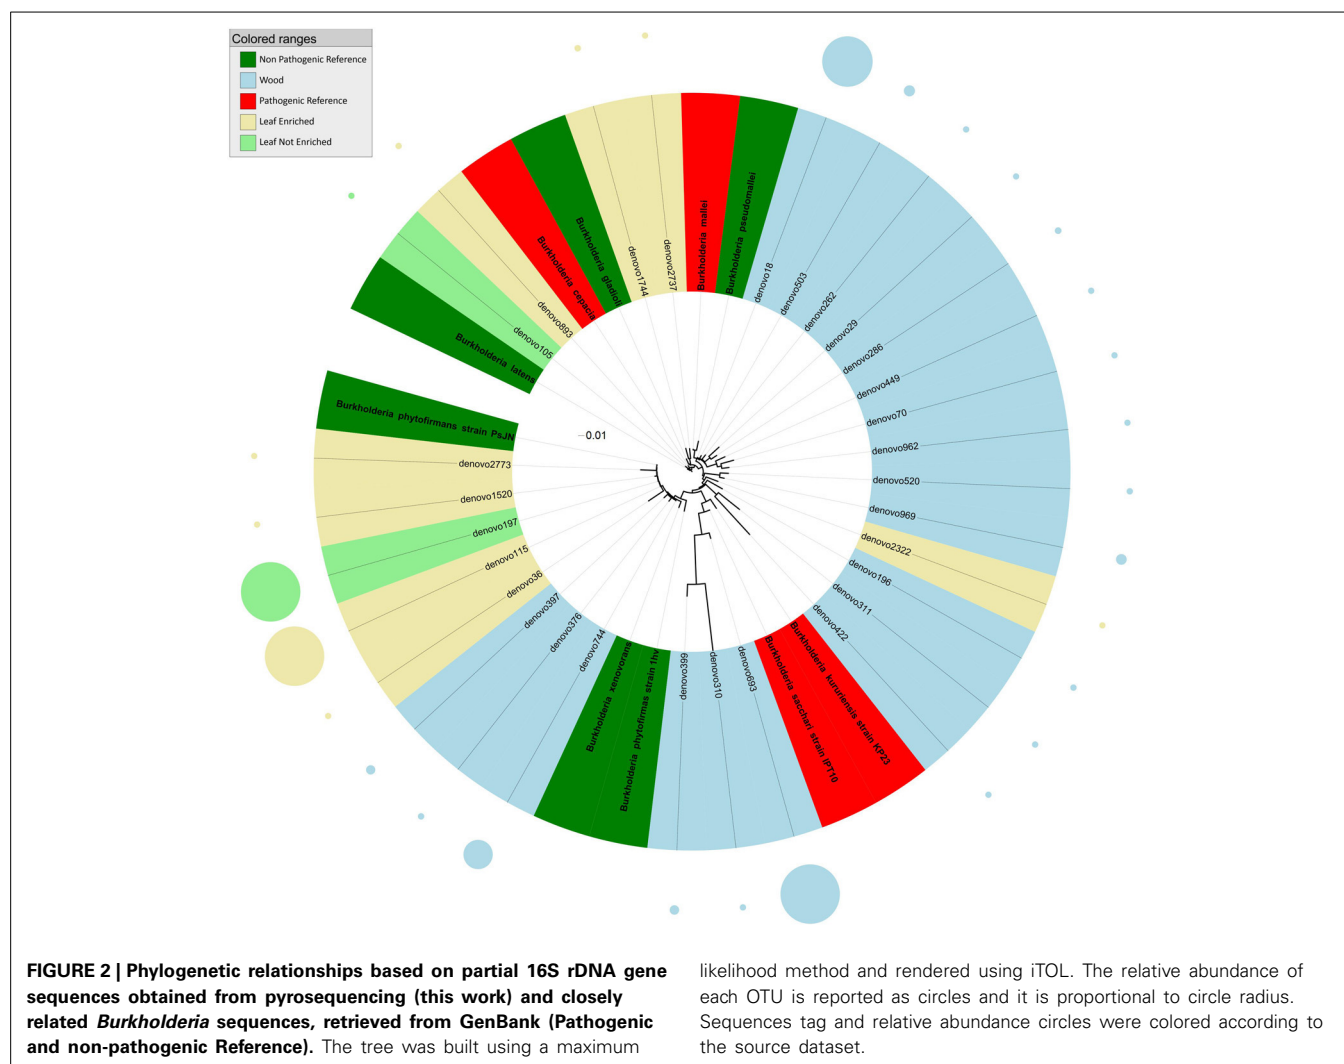 Colored ranges
Non Pathogenic Reference
Wood
Pathogenic Reference
Leaf Enriched
Leaf Not Enriched
Burkholderia latens
denovo105
denovo893
Burkholderia cepacia
Burkholderia gladioli
denovo1744
denovo2737
Burkholderia mallei
Burkholderia pseudomallei
denovo18
denovo503
denovo262
denovo29
denovo286
denovo449
denovo70
denovo962
denovo520
denovo969
denovo2322
denovo196
denovo311
denovo422
Burkholderia kururiensis strain KP23
Burkholderia sacchari strain IPT10
denovo693
denovo310
denovo399
Burkholderia phytofirmas strain 1hv
Burkholderia xenovorans
denovo744
denovo376
denovo397
denovo36
denovo115
denovo197
denovo1520
denovo2773
Burkholderia phytofirmans strain PsJN
0.01
FIGURE 2 | Phylogenetic relationships based on partial 16S rDNA gene
sequences obtained from pyrosequencing (this work) and closely
related Burkholderia sequences, retrieved from GenBank (Pathogenic
and non-pathogenic Reference). The tree was built using a maximum
likelihood method and rendered using iTOL. The relative abundance of
each OTU is reported as circles and it is proportional to circle radius.
Sequences tag and relative abundance circles were colored according to
the source dataset.